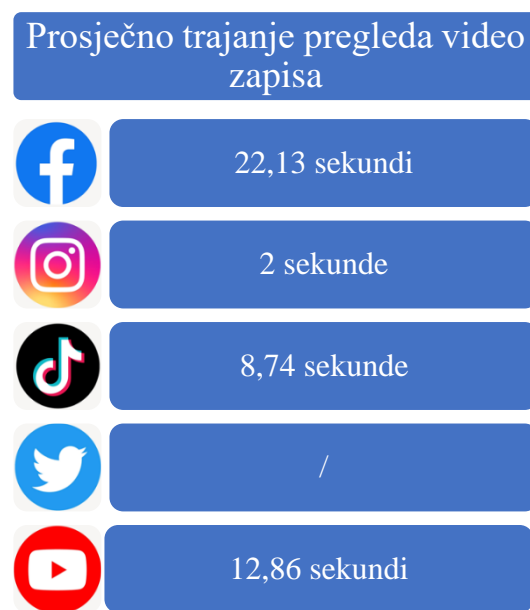 Prosječno trajanje pregleda video
zapisa
22,13 sekundi
2 sekunde
8,74 sekunde
/
12,86 sekundi